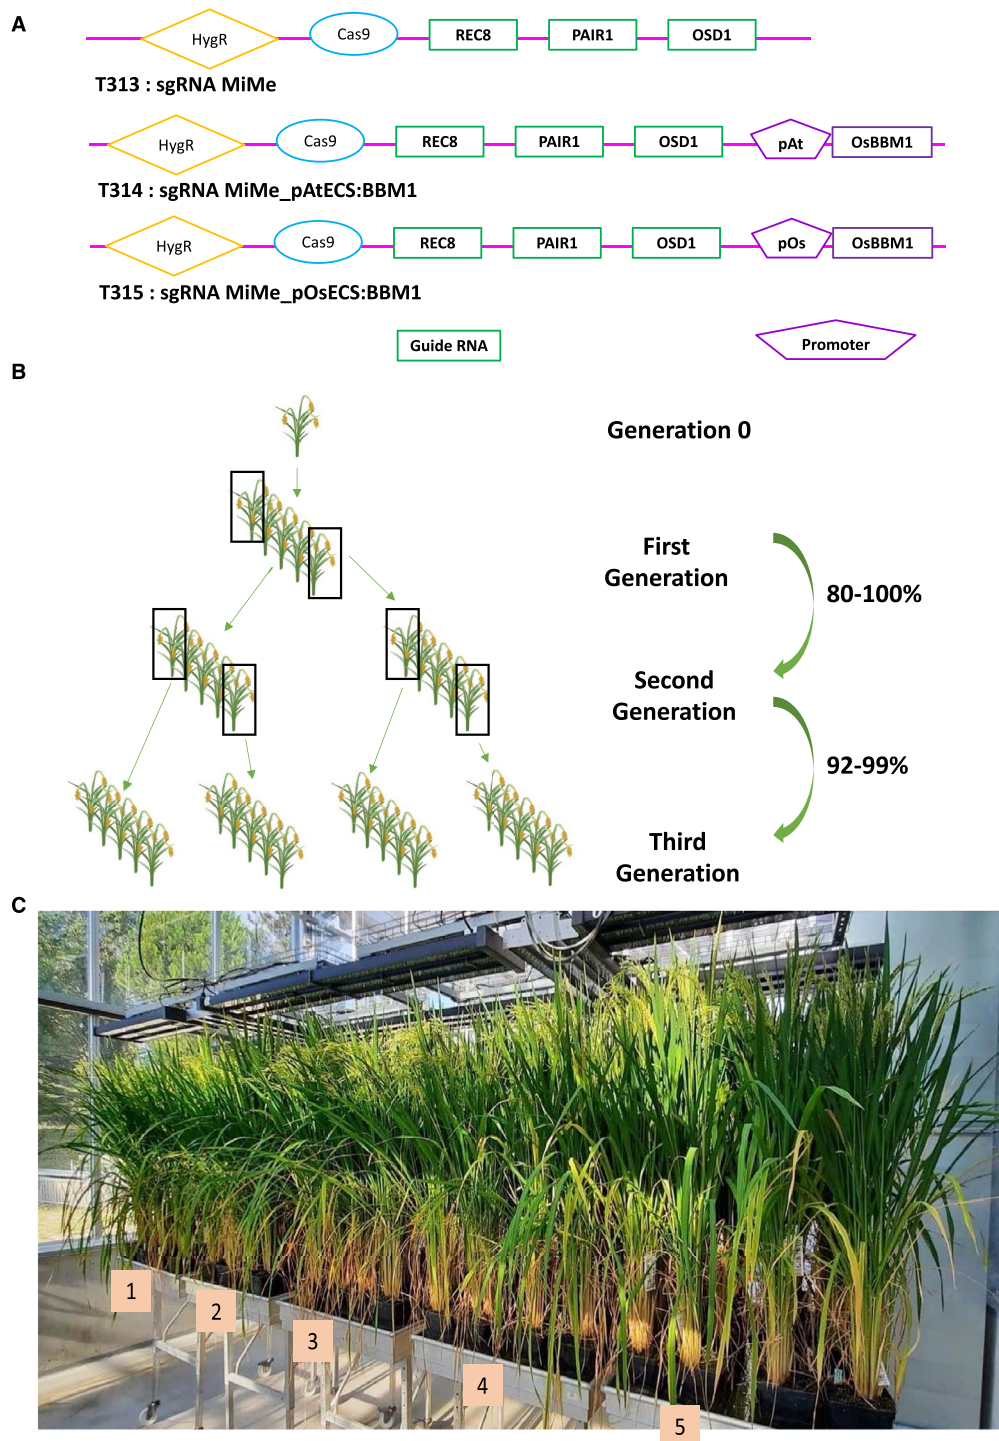 A
HygR Cas9 REC8 PAIR1 OSD1
T313 : sgRNA MiMe
HygR Cas9 REC8 PAIR1 OSD1 pAt OsBBM1
T314 : sgRNA MiMe_pAtECS:BBM1
HygR Cas9 REC8 PAIR1 OSD1 pOs OsBBM1
T315 : sgRNA MiMe_pOsECS:BBM1
Guide RNA Promoter
B
Generation 0
First
Generation
80-100%
Second
Generation
92-99%
Third
Generation
C
1
2
3
4
5